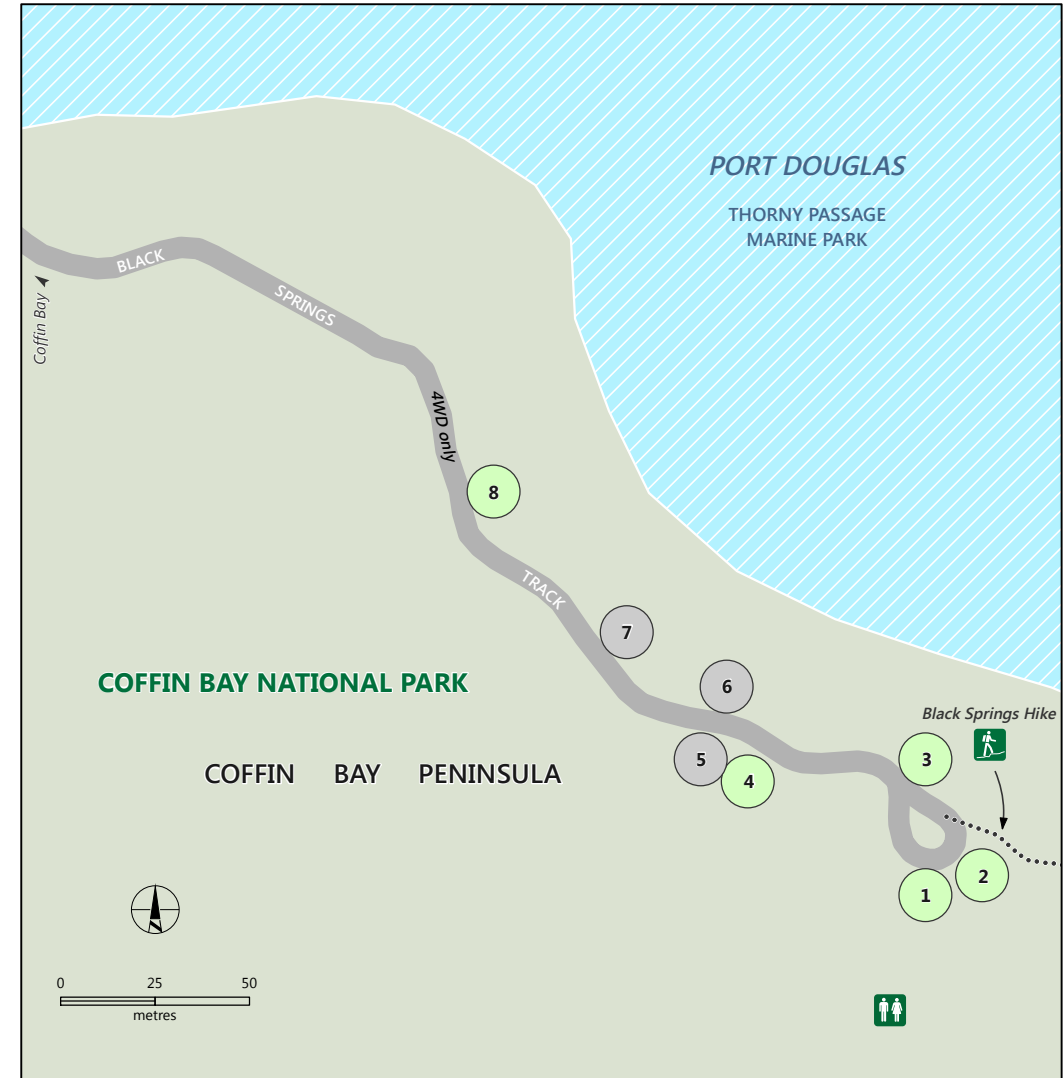 PORT DOUGLAS
THORNY PASSAGE
MARINE PARK
BLACK
SPRINGS
Coffin Bay
4WD only
8
TRACK
7
COFFIN BAY NATIONAL PARK
6
Black Springs Hike
COFFIN BAY PENINSULA
5
4
3
2
1
0 25 50
metres